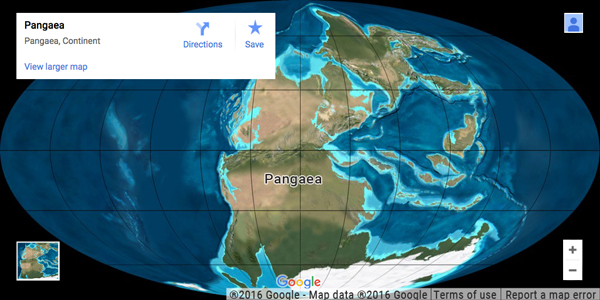 Pangaea
Pangaea, Continent
Directions
Save
View larger map
Pangaea
Google
®2016 Google - Map data ®2016 Google
Terms of use
Report a map error